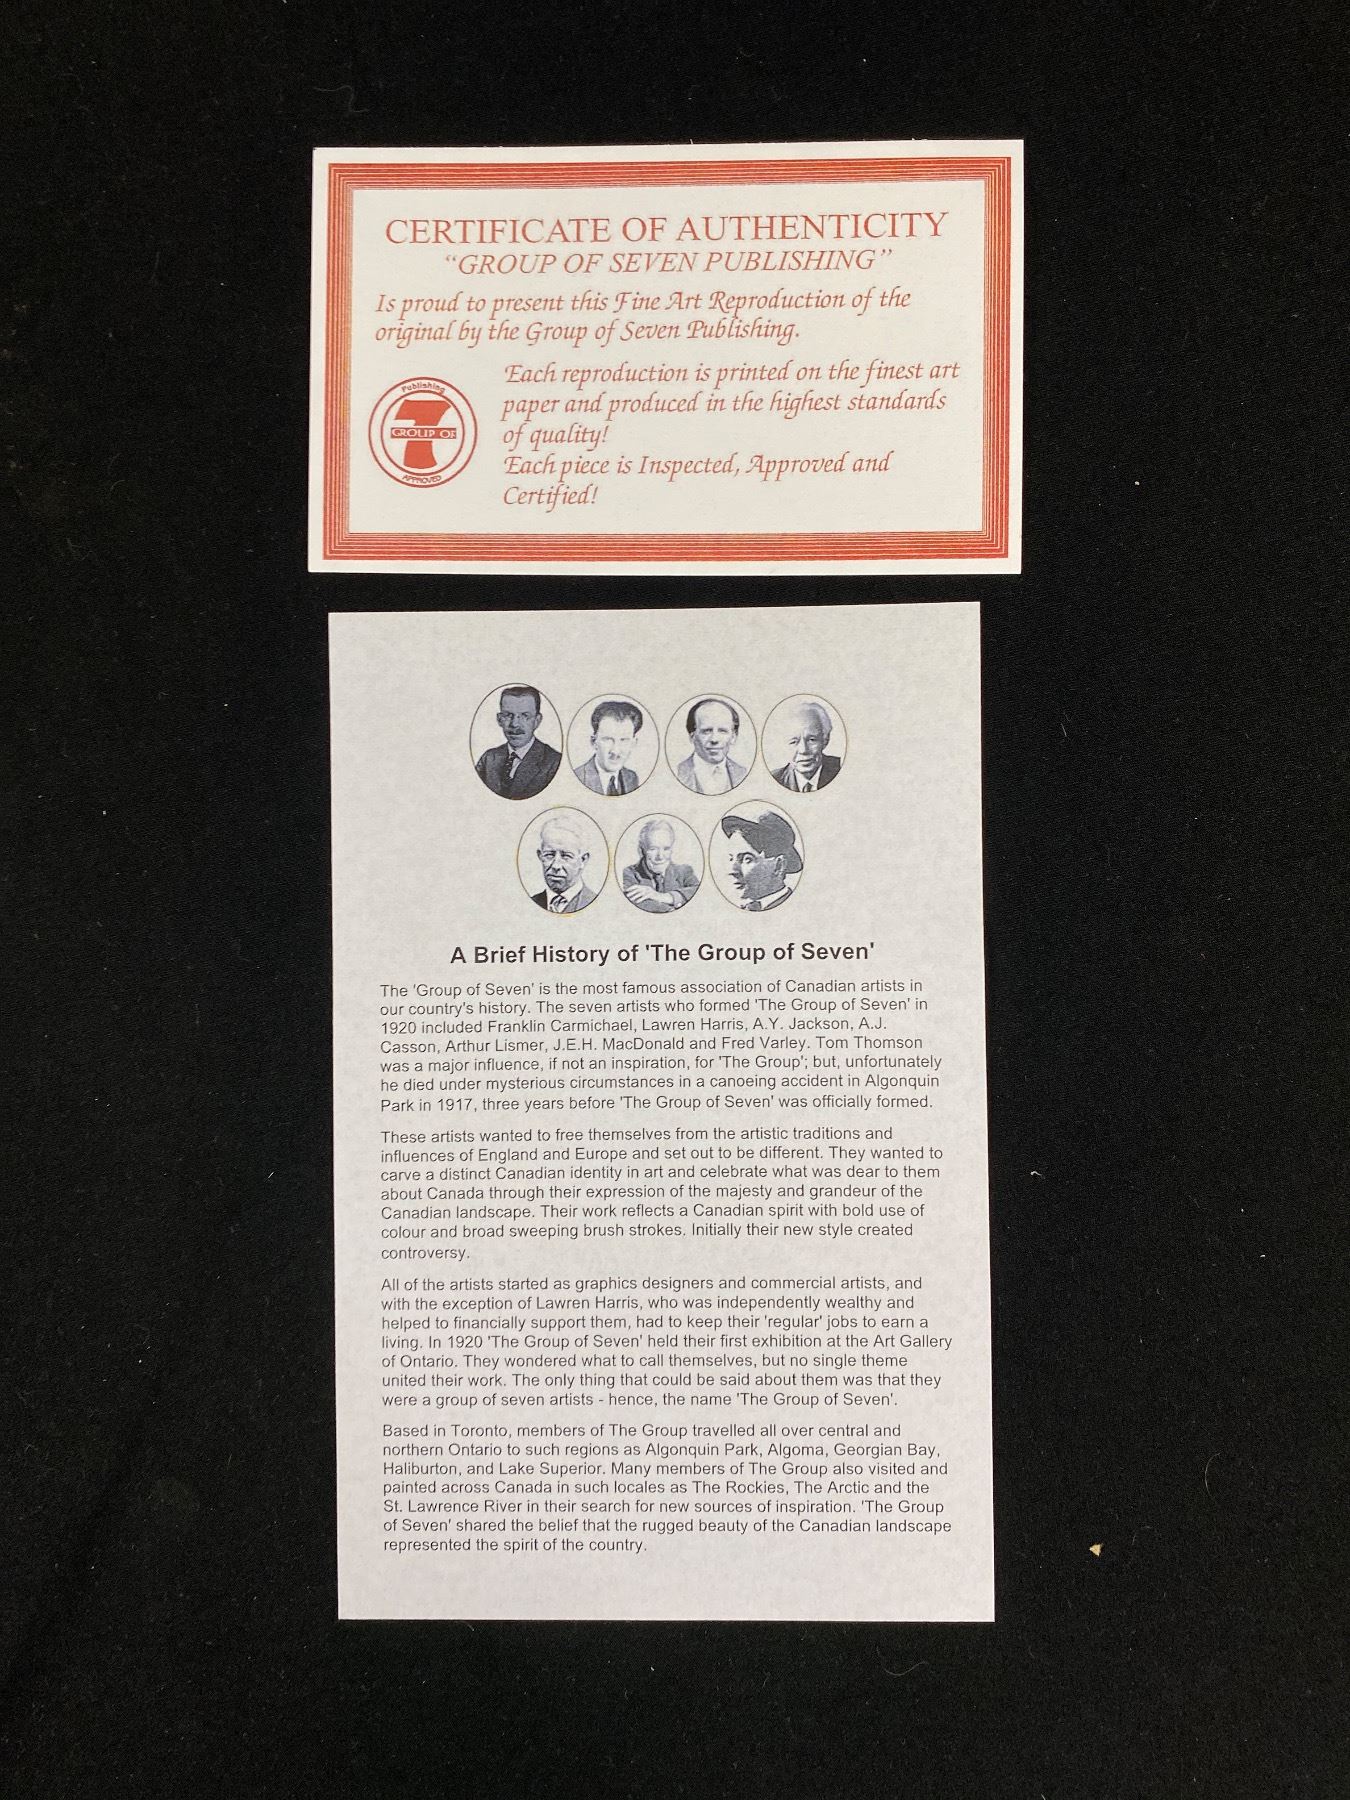 CERTIFICATE OF AUTHENTICITY
"GROUP OF SEVEN PUBLISHING"
Is proud to present this Fine Art Reproduction of the
original by the Group of Seven Publishing.
Each reproduction is printed on the finest art
paper and produced in the highest standards
of quality!
Each piece is Inspected, Approved and
Certified!
Publishing
7
GROUP OF
APPROVED
A Brief History of 'The Group of Seven'
The 'Group of Seven' is the most famous association of Canadian artists in
our country's history. The seven artists who formed 'The Group of Seven' in
1920 included Franklin Carmichael, Lawren Harris, A.Y. Jackson, A.J.
Casson, Arthur Lismer, J.E.H. MacDonald and Fred Varley. Tom Thomson
was a major influence, if not an inspiration, for 'The Group'; but, unfortunately
he died under mysterious circumstances in a canoeing accident in Algonquin
Park in 1917, three years before 'The Group of Seven' was officially formed.
These artists wanted to free themselves from the artistic traditions and
influences of England and Europe and set out to be different. They wanted to
carve a distinct Canadian identity in art and celebrate what was dear to them
about Canada through their expression of the majesty and grandeur of the
Canadian landscape. Their work reflects a Canadian spirit with bold use of
colour and broad sweeping brush strokes. Initially their new style created
controversy.
All of the artists started as graphics designers and commercial artists, and
with the exception of Lawren Harris, who was independently wealthy and
helped to financially support them, had to keep their 'regular' jobs to earn a
living. In 1920 'The Group of Seven' held their first exhibition at the Art Gallery
of Ontario. They wondered what to call themselves, but no single theme
united their work. The only thing that could be said about them was that they
were a group of seven artists - hence, the name 'The Group of Seven'.
Based in Toronto, members of The Group travelled all over central and
northern Ontario to such regions as Algonquin Park, Algoma, Georgian Bay,
Haliburton, and Lake Superior. Many members of The Group also visited and
painted across Canada in such locales as The Rockies, The Arctic and the
St. Lawrence River in their search for new sources of inspiration. 'The Group
of Seven' shared the belief that the rugged beauty of the Canadian landscape
represented the spirit of the country.